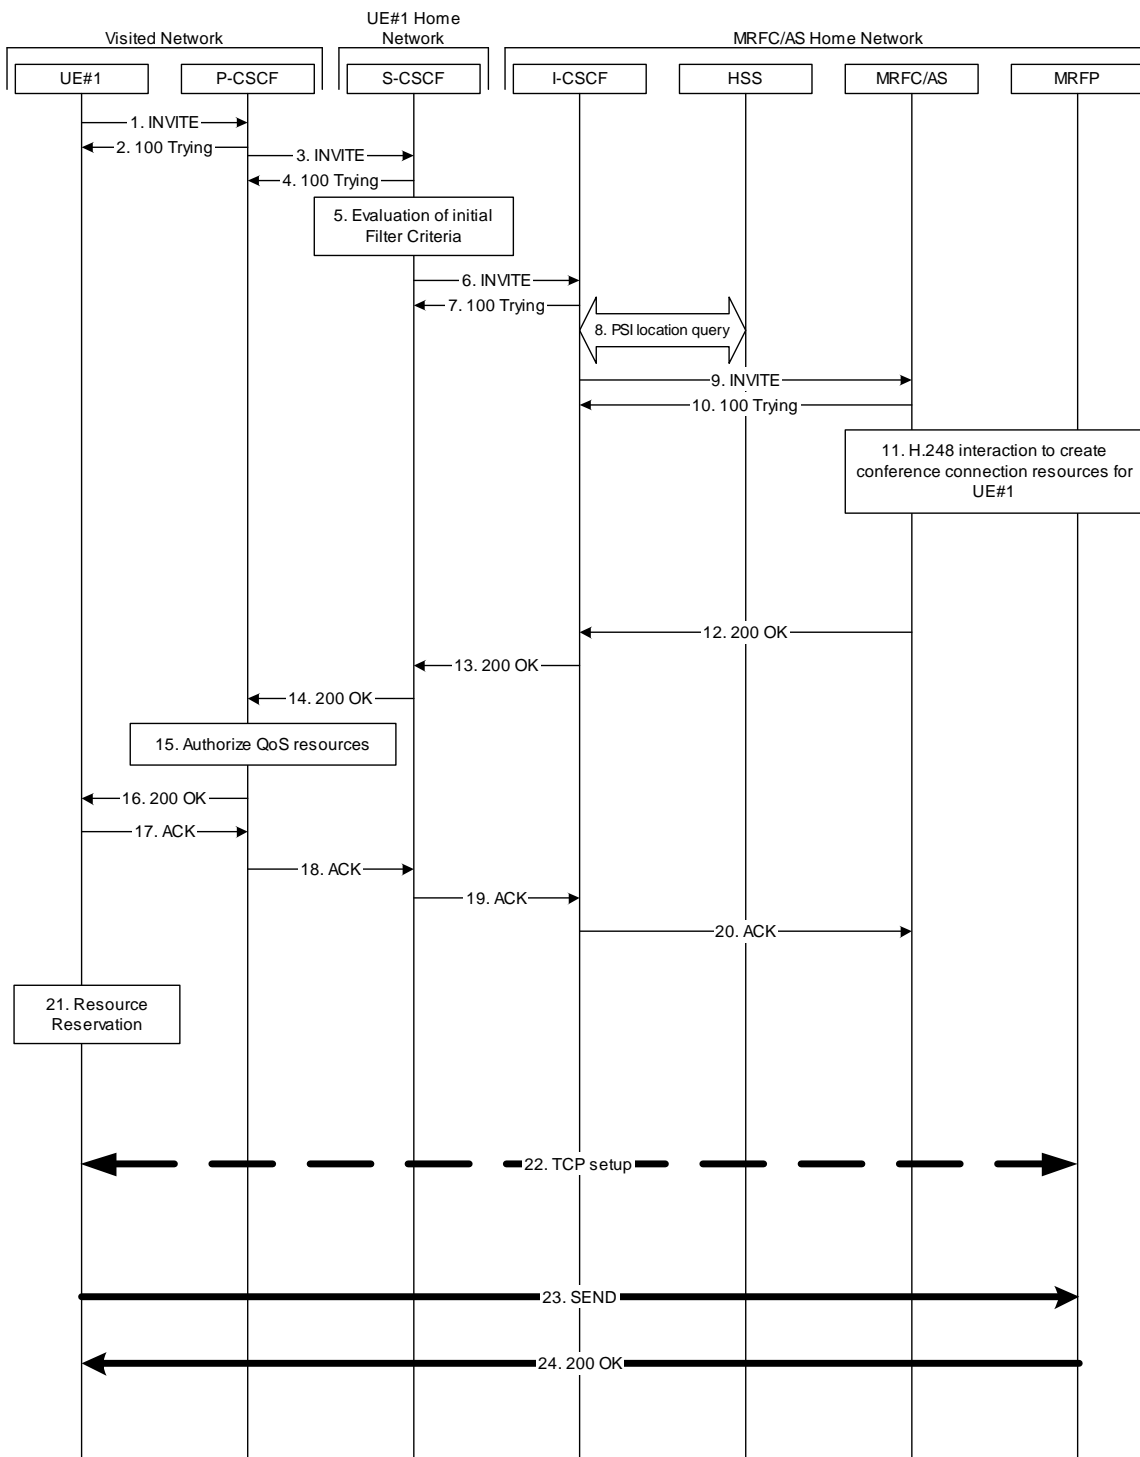 UE#1 Home
Network
Visited Network
MRFC/AS Home Network
UE#1
P-CSCF
S-CSCF
I-CSCF
HSS
MRFC/AS
MRFP
1. INVITE
2. 100 Trying
3. INVITE
4. 100 Trying
5. Evaluation of initial
Filter Criteria
6. INVITE
7. 100 Trying
8. PSI location query
9. INVITE
10. 100 Trying
11. H.248 interaction to create
conference connection resources for
UE#1
12. 200 OK
13. 200 OK
14. 200 OK
15. Authorize QoS resources
16. 200 OK
17. ACK
18. ACK
19. ACK
20. ACK
21. Resource
Reservation
22. TCP setup
23. SEND
24. 200 OK